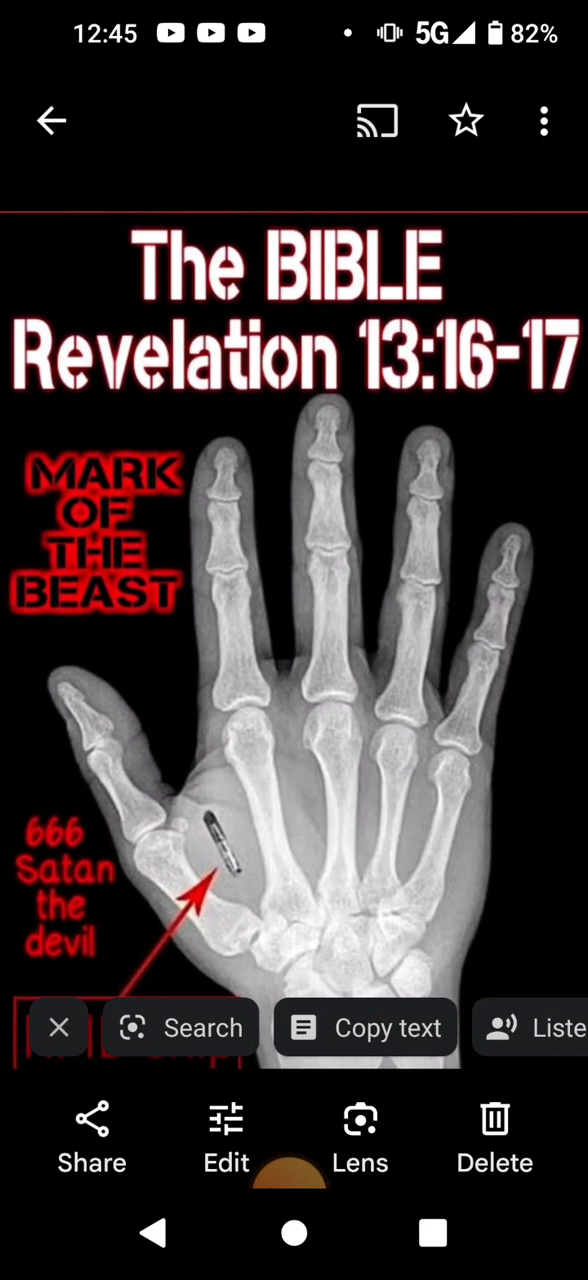 12:45
5G
82%
The BIBLE
Revelation 13:16-17
MARK
OF
THE
BEAST
666
Satan
the
devil
Search
Copy text
Liste
Share
Edit
Lens
Delete